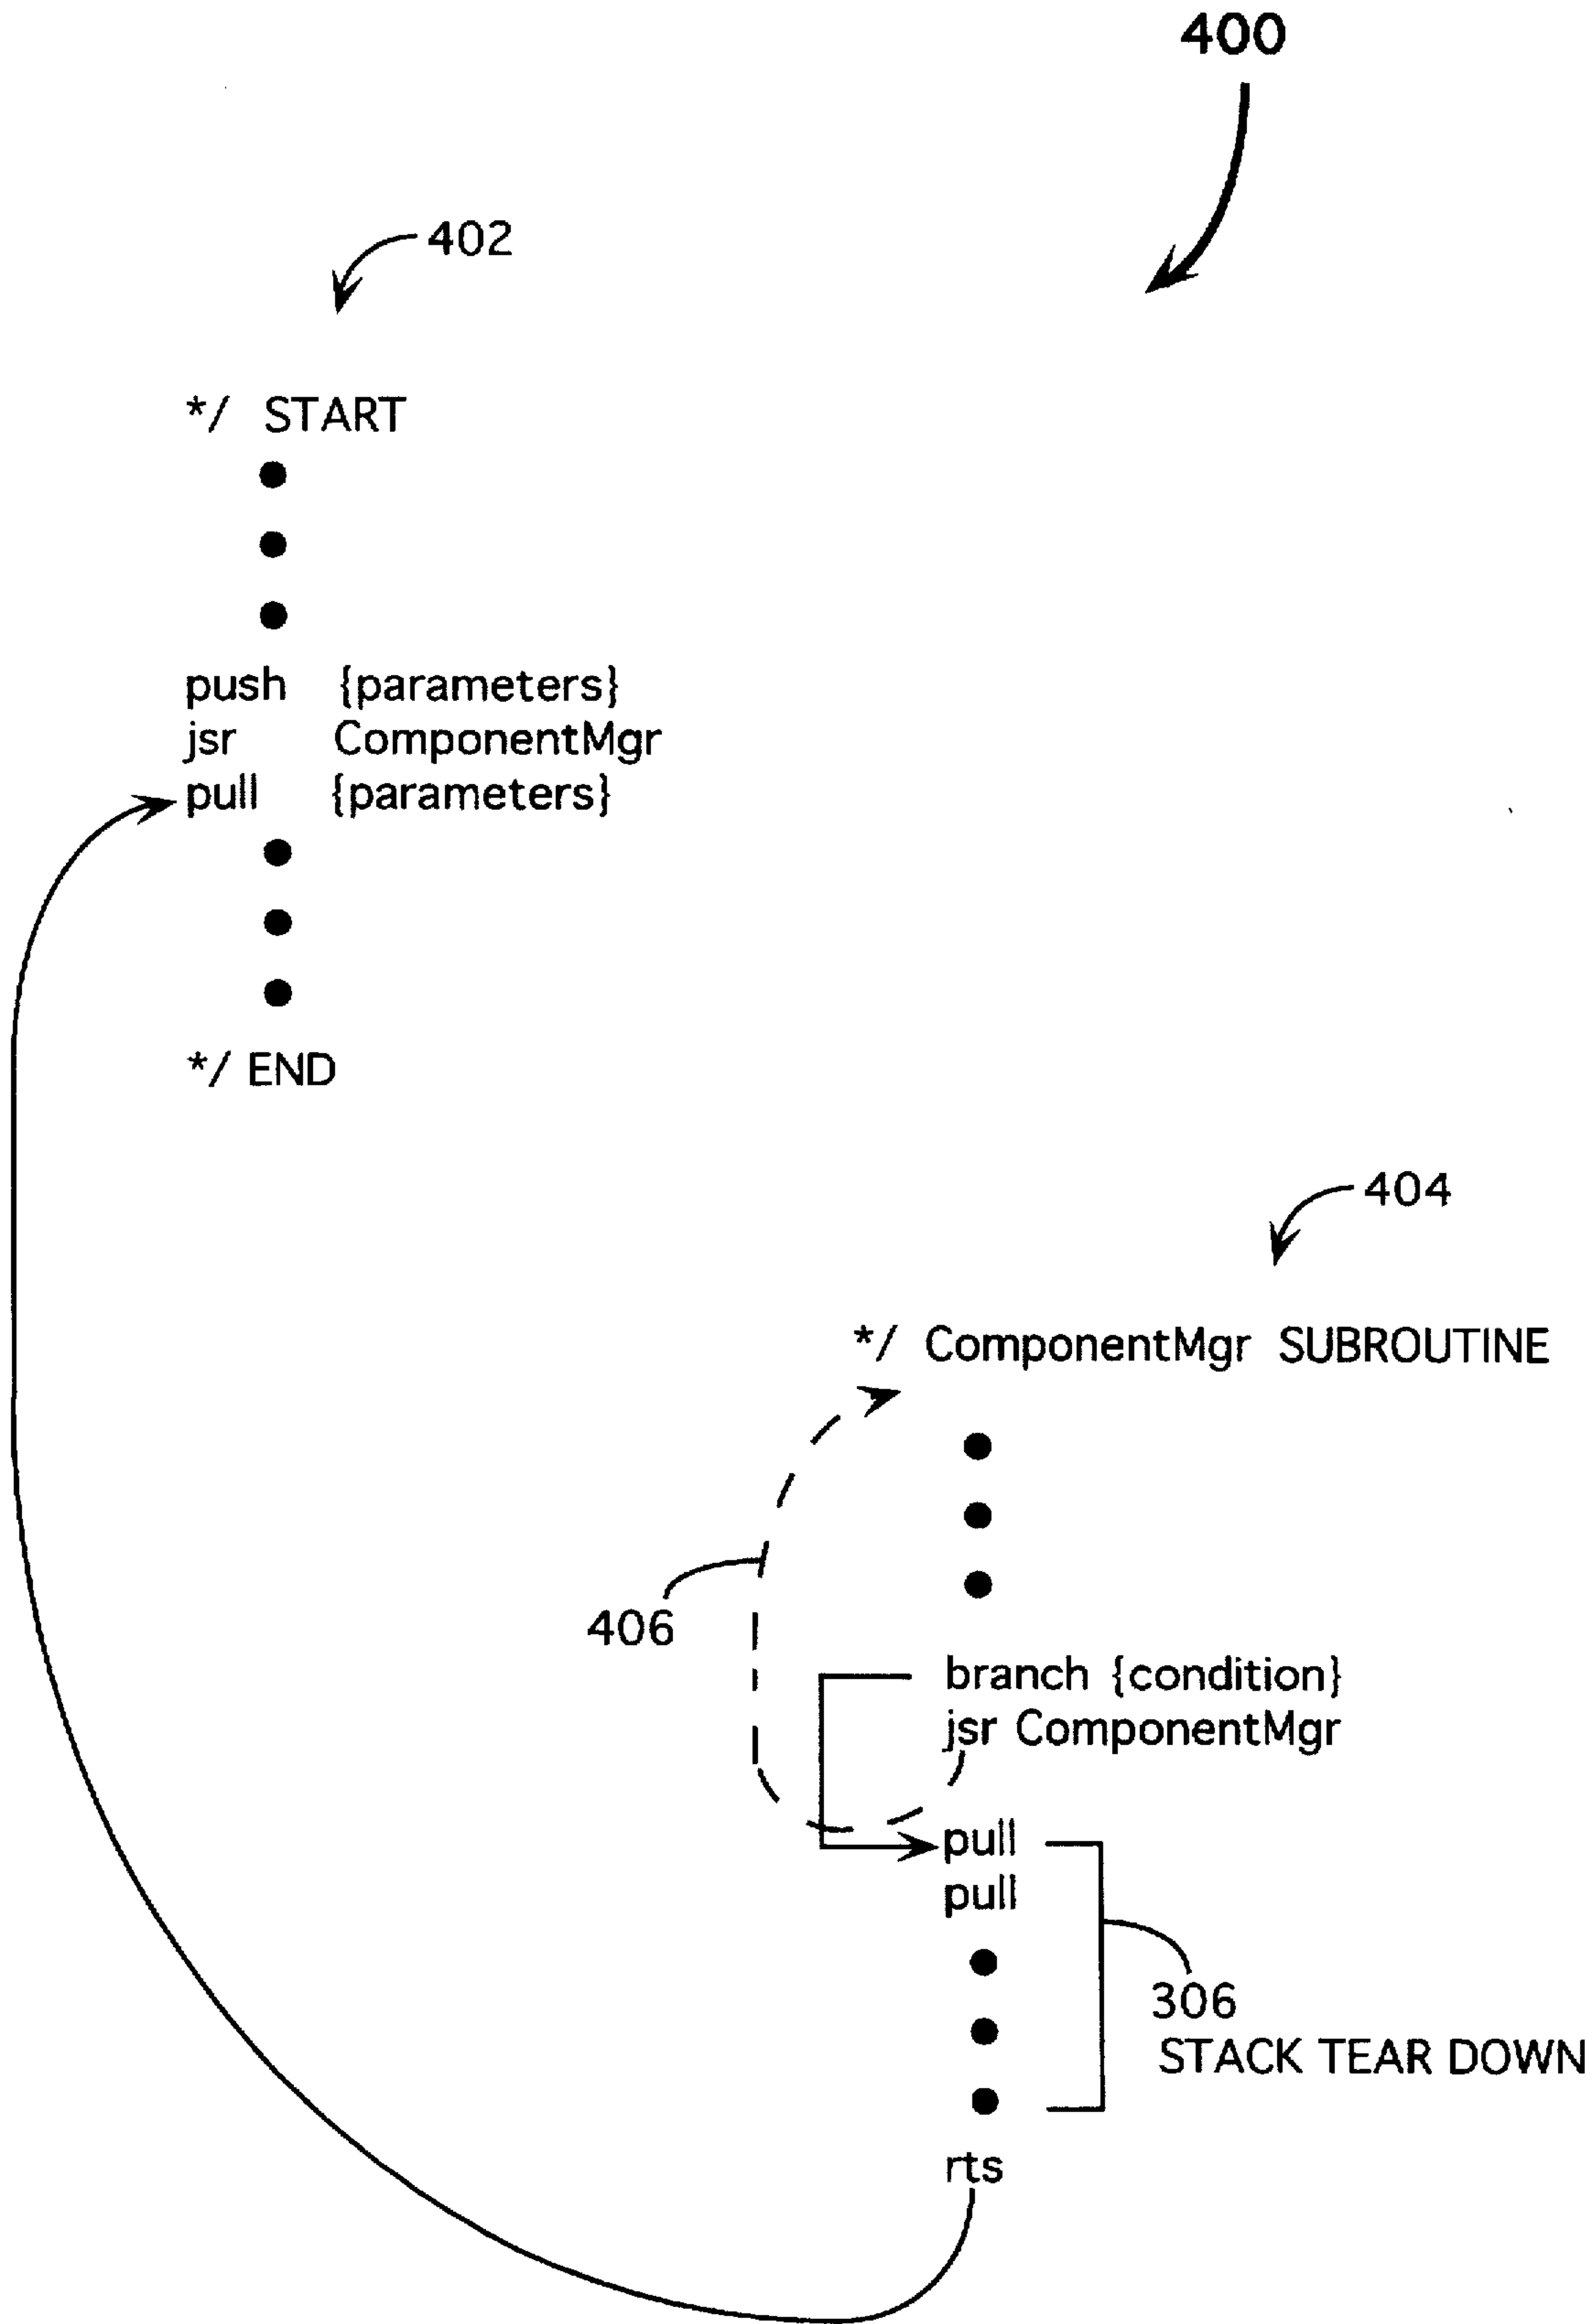 400
402
*/ START
push {parameters}
jsr ComponentMgr
pull {parameters}
*/ END
404
*/ ComponentMgr SUBROUTINE
406
branch {condition}
jsr ComponentMgr
pull
pull
306
STACK TEAR DOWN
rts